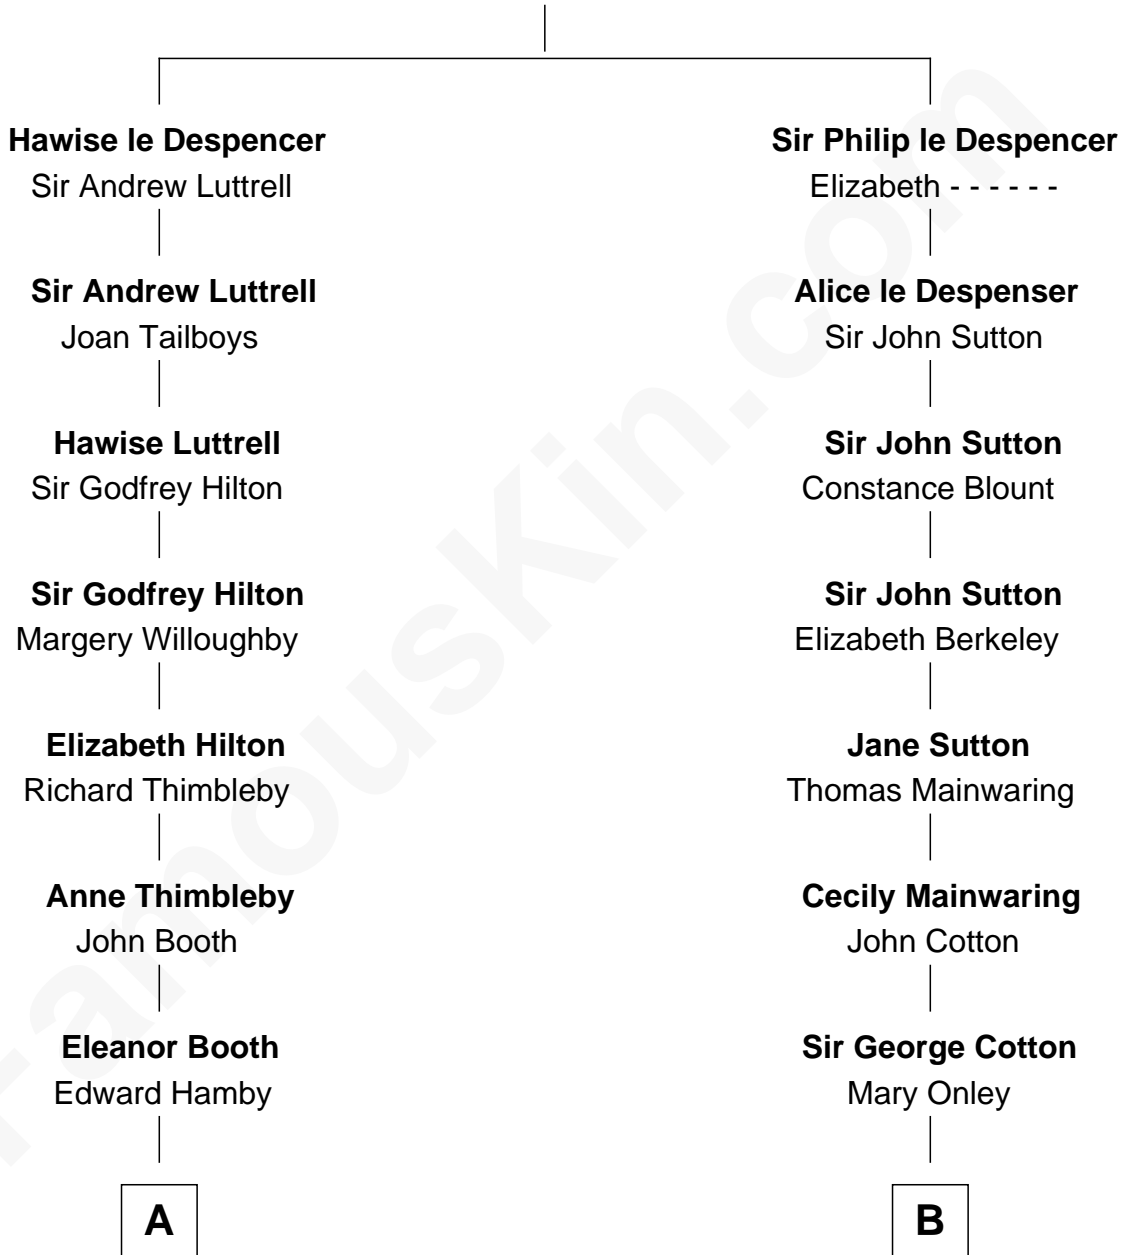 Hawise le Despencer
Sir Andrew Luttrell
Sir Andrew Luttrell
Joan Tailboys
Hawise Luttrell
Sir Godfrey Hilton
Sir Godfrey Hilton
Margery Willoughby
Elizabeth Hilton
Richard Thimbleby
Anne Thimbleby
John Booth
Eleanor Booth
Edward Hamby
A
Sir Philip le Despencer
Elizabeth - - - - - -
Alice le Despenser
Sir John Sutton
Sir John Sutton
Constance Blount
Sir John Sutton
Elizabeth Berkeley
Jane Sutton
Thomas Mainwaring
Cecily Mainwaring
John Cotton
Sir George Cotton
Mary Onley
B
FamousKin.com